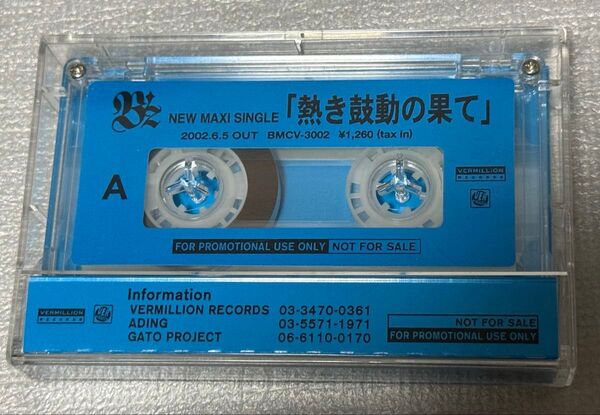 B'z NEW MAXI SINGLE「熱き鼓動の果て」
2002.6.5 OUT BMCV-3002 ¥1,260 (tax in)
A
VERMILLION
RECORDS
FOR PROMOTIONAL USE ONLY NOT FOR SALE
Information
VERMILLION RECORDS 03-3470-0361
ADING 03-5571-1971
GATO PROJECT 06-6110-0170
VERMILLION
RECORDS
NOT FOR SALE
FOR PROMOTIONAL USE ONLY